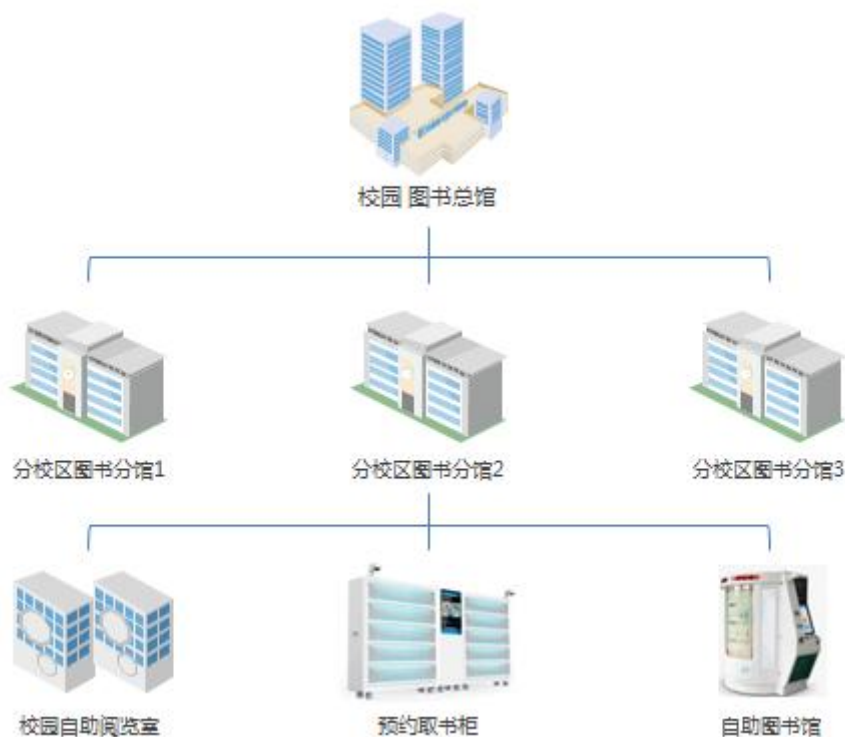 校园 图书总馆
分校区图书分馆1
分校区图书分馆2
分校区图书分馆3
校园自助阅览室
预约取书柜
自助图书馆